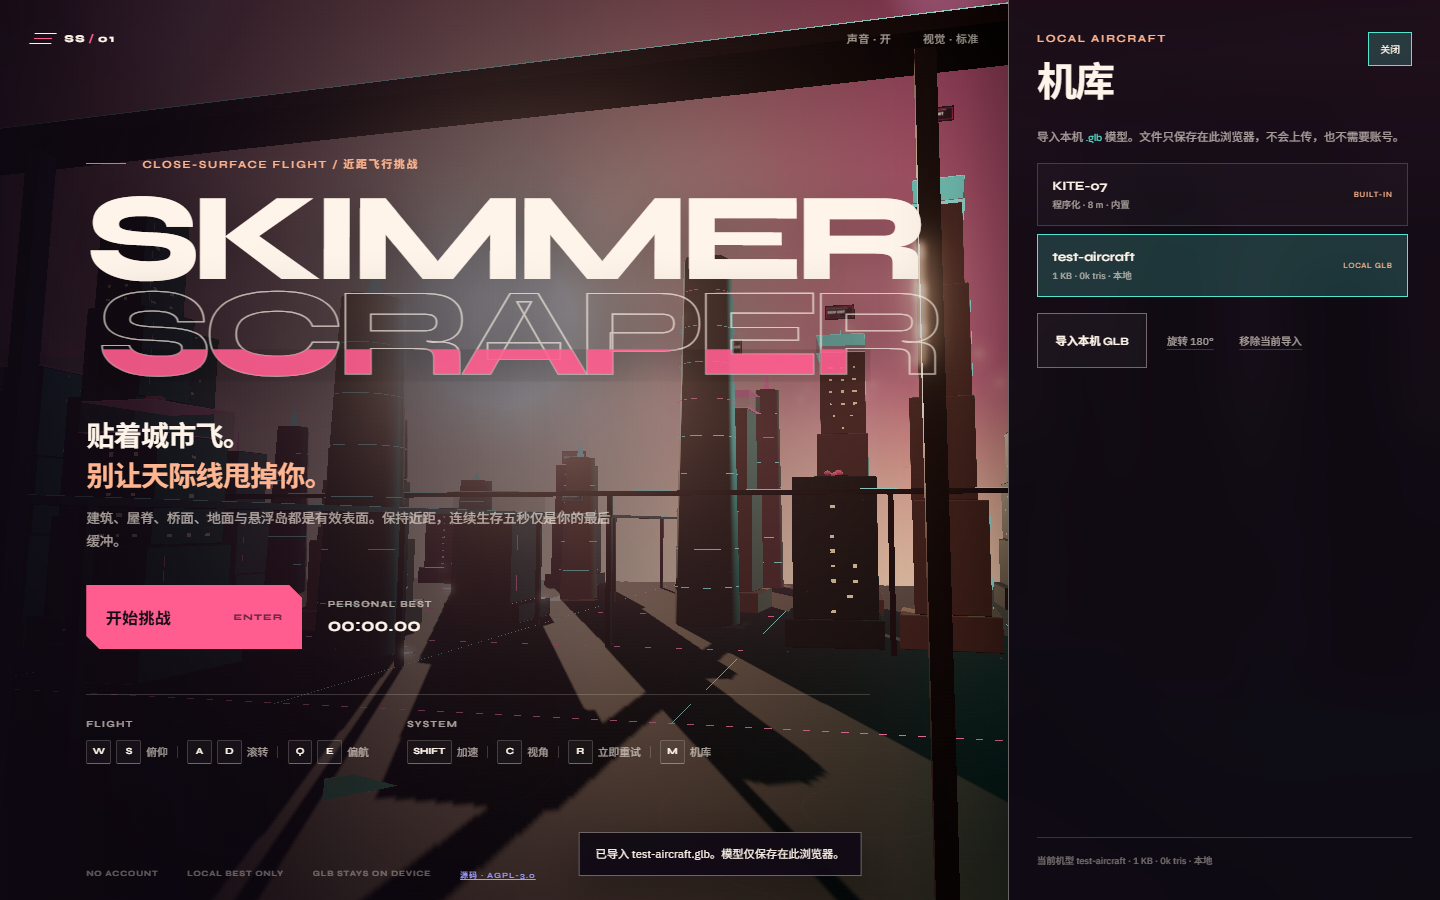 SS / 01
声音 · 开
视觉 · 标准
CLOSE-SURFACE FLIGHT / 近距飞行挑战
SKIMMER
SCRAPER
贴着城市飞。
别让天际线甩掉你。
建筑、屋脊、桥面、地面与悬浮岛都是有效表面。保持近距，连续生存五秒仅是你的最后
缓冲。
开始挑战 ENTER
PERSONAL BEST
00:00.00
FLIGHT
W S 俯仰 A D 滚转 Q E 偏航
SYSTEM
SHIFT 加速 C 视角 R 立即重试 M 机库
NO ACCOUNT
LOCAL BEST ONLY
GLB STAYS ON DEVICE
源码 · AGPL-3.0
已导入 test-aircraft.glb。模型仅保存在此浏览器。
LOCAL AIRCRAFT
机库
关闭
导入本机 .glb 模型。文件只保存在此浏览器，不会上传，也不需要账号。
KITE-07
程序化 · 8 m · 内置
BUILT-IN
test-aircraft
1 KB · 0k tris · 本地
LOCAL GLB
导入本机 GLB
旋转 180°
移除当前导入
当前机型 test-aircraft · 1 KB · 0k tris · 本地